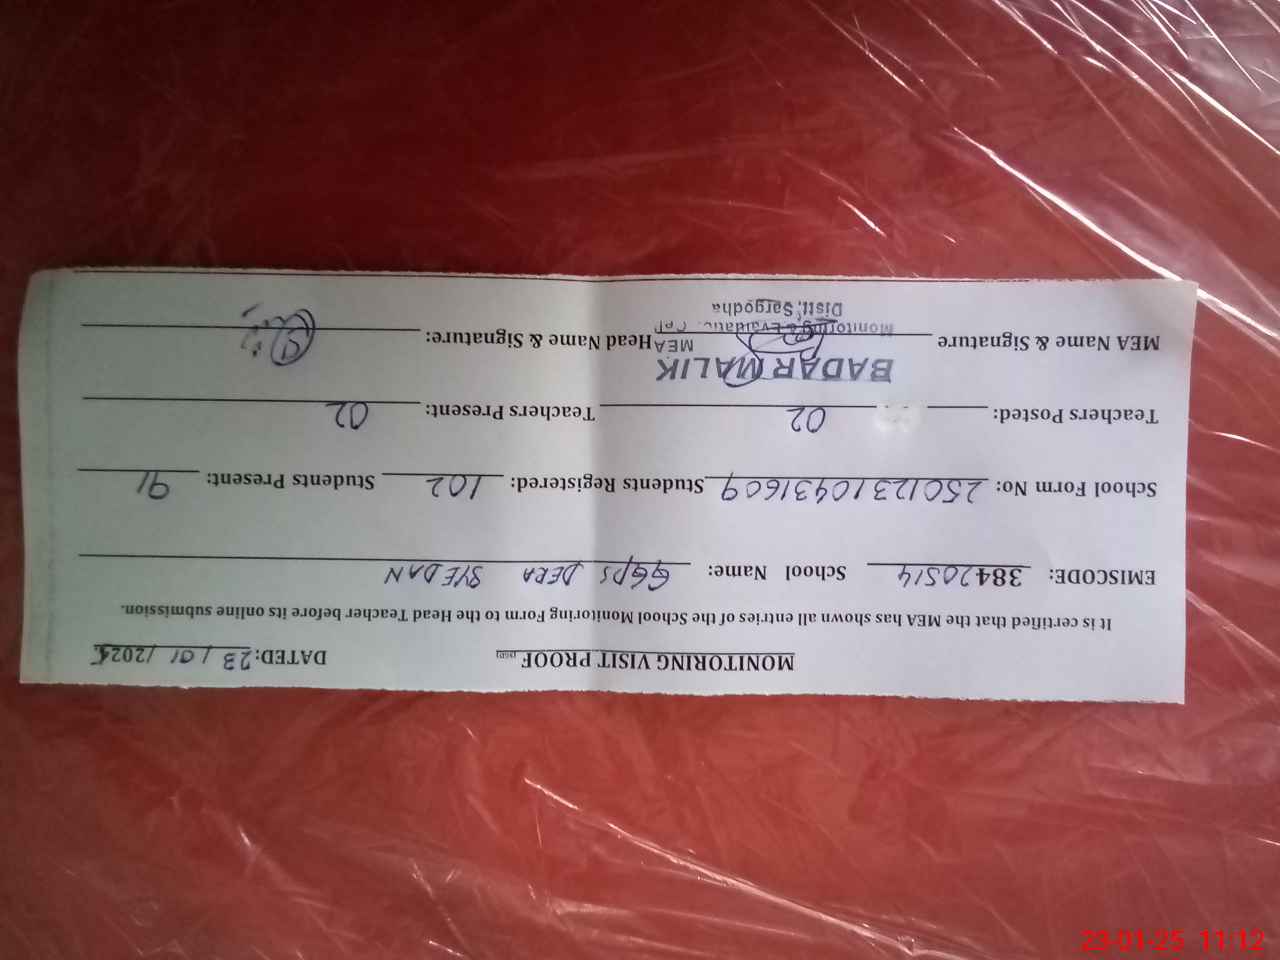 MONITORING VISIT PROOF (SGD) DATED: 23/01/2025
It is certified that the MEA has shown all entries of the School Monitoring Form to the Head Teacher before its online submission.
EMISCODE: 38420514 School Name: GGPS DERA SYEDAN
School Form No: 250123104931609 Students Registered: 102 Students Present: 91
Teachers Posted: 02 Teachers Present: 02
BADAR MALIK
MEA Name & Signature MEA Head Name & Signature:
Monitoring & Evaluatic
Distt; Sargodha
23-01-25 11:12